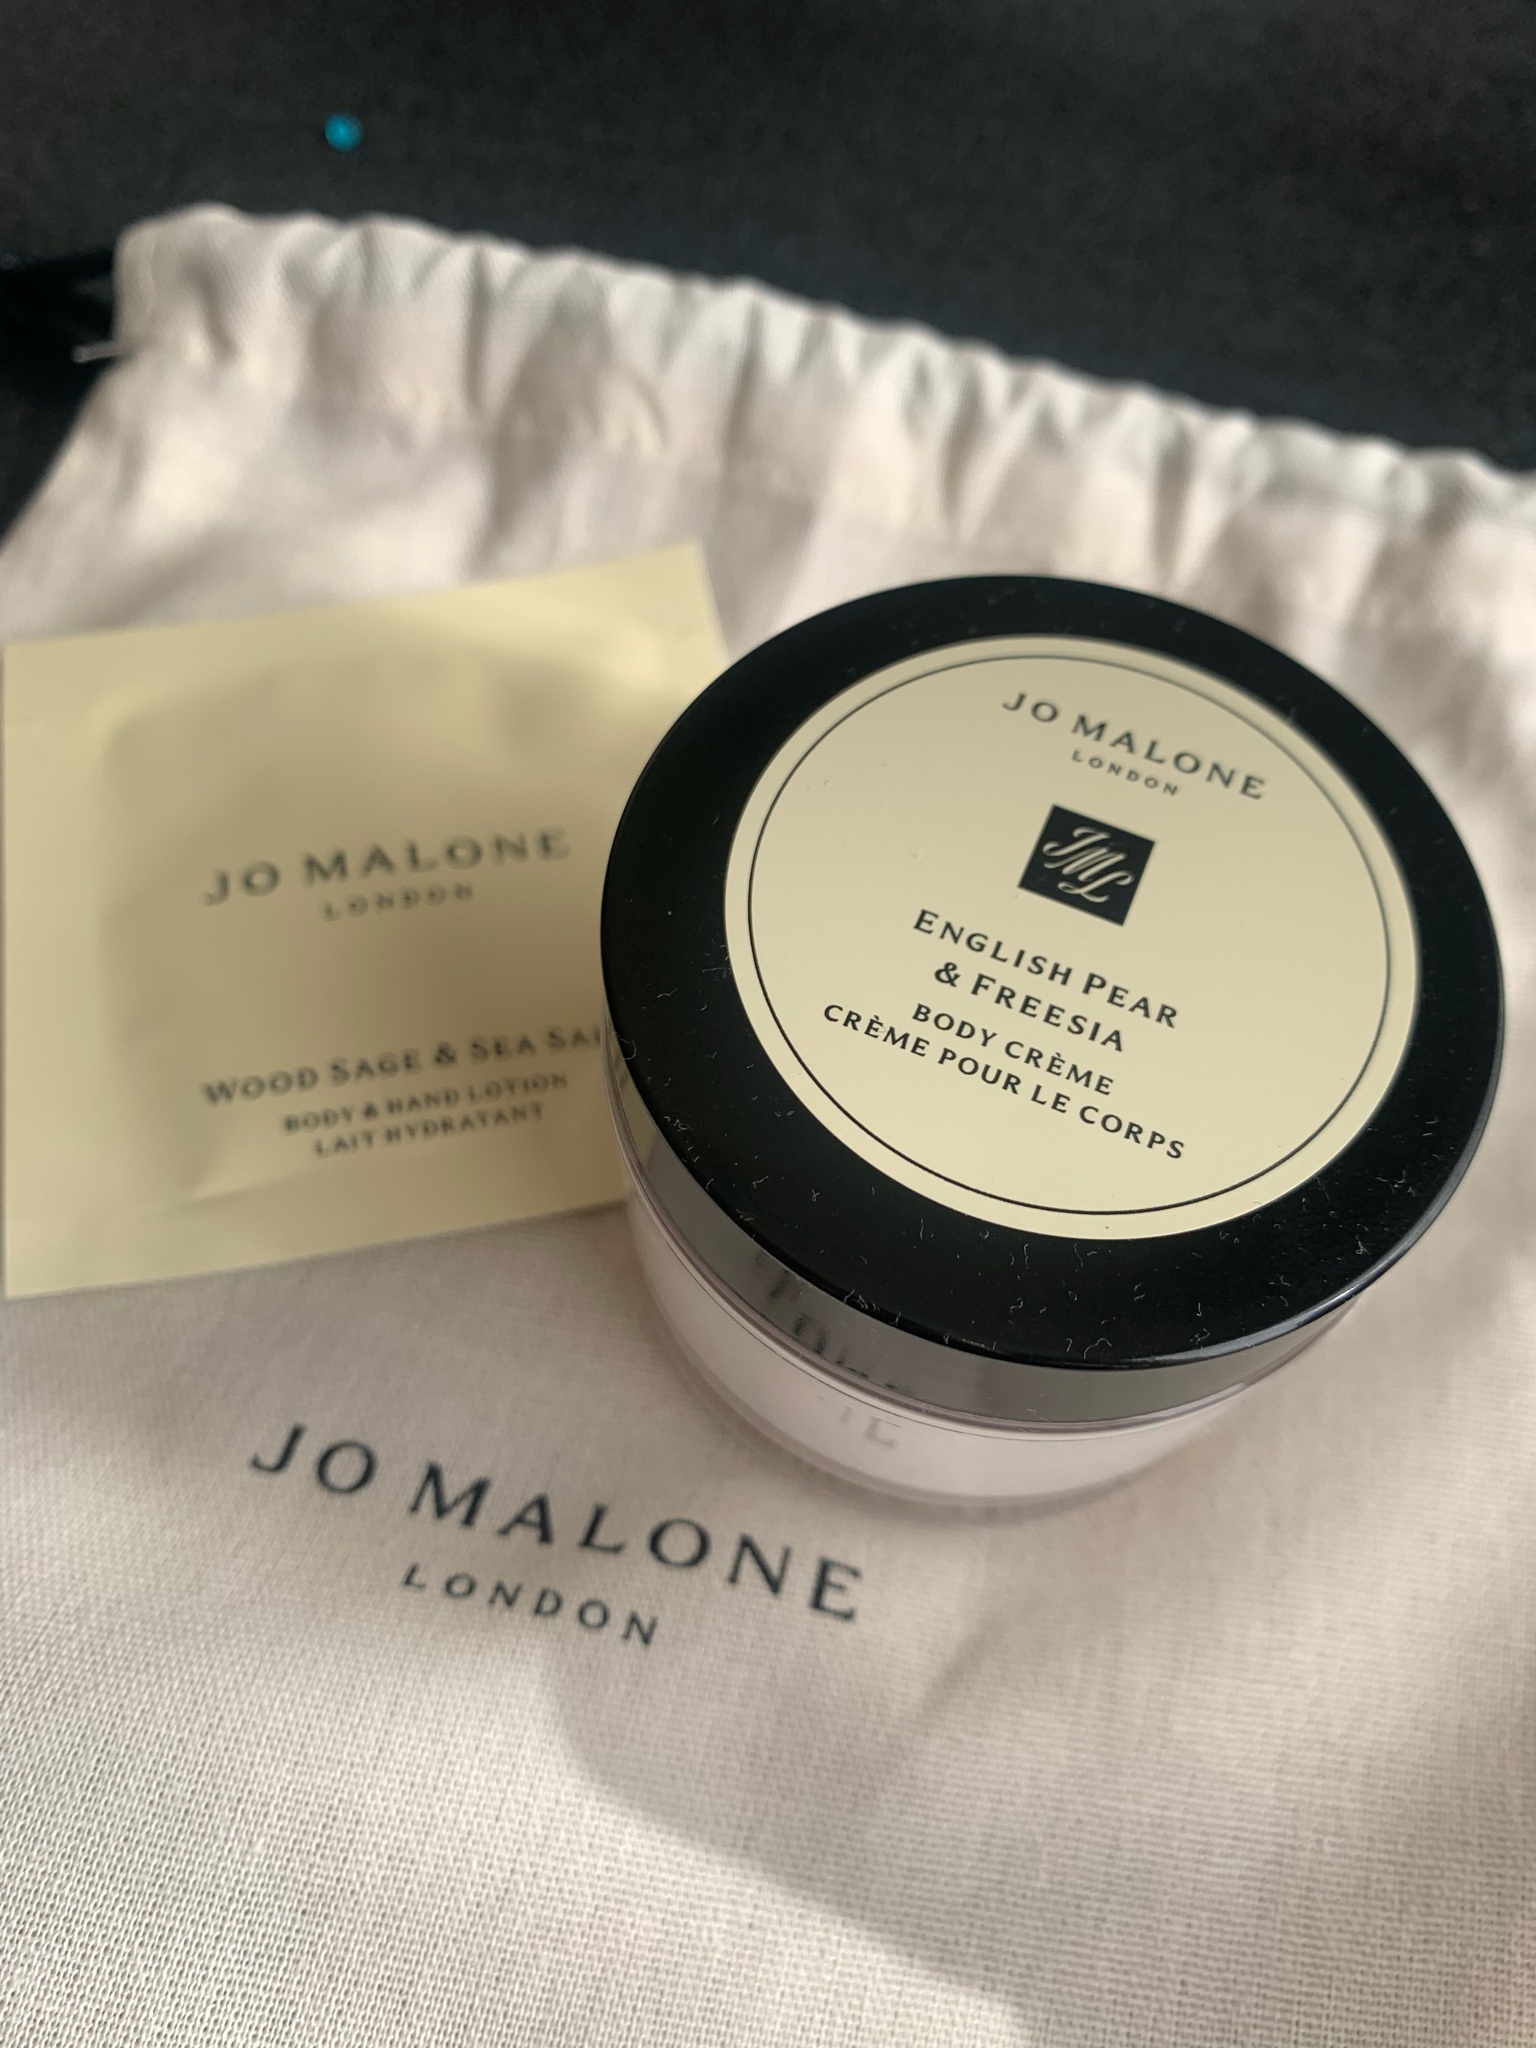 JO MALONE
LONDON
WOOD SAGE & SEA
BODY & HAND LOTION
LAIT HYDRATANT
JO MALONE
LONDON
JML
ENGLISH PEAR
& FREESIA
BODY CRÈME
CRÈME POUR LE CORPS
JO MALONE
LONDON